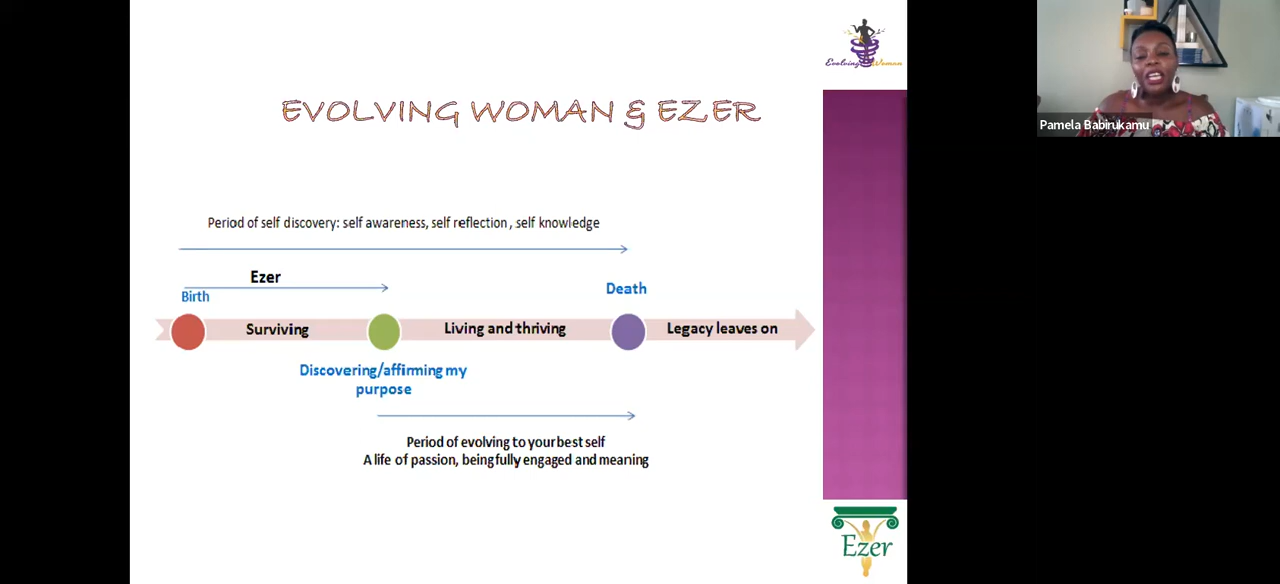 Evolving Woman
EVOLVING WOMAN & EZER
Pamela Babirukamu
Period of self discovery: self awareness, self reflection , self knowledge
Ezer
Birth
Death
Surviving
Living and thriving
Legacy leaves on
Discovering/affirming my
purpose
Period of evolving to your best self
A life of passion, being fully engaged and meaning
Ezer